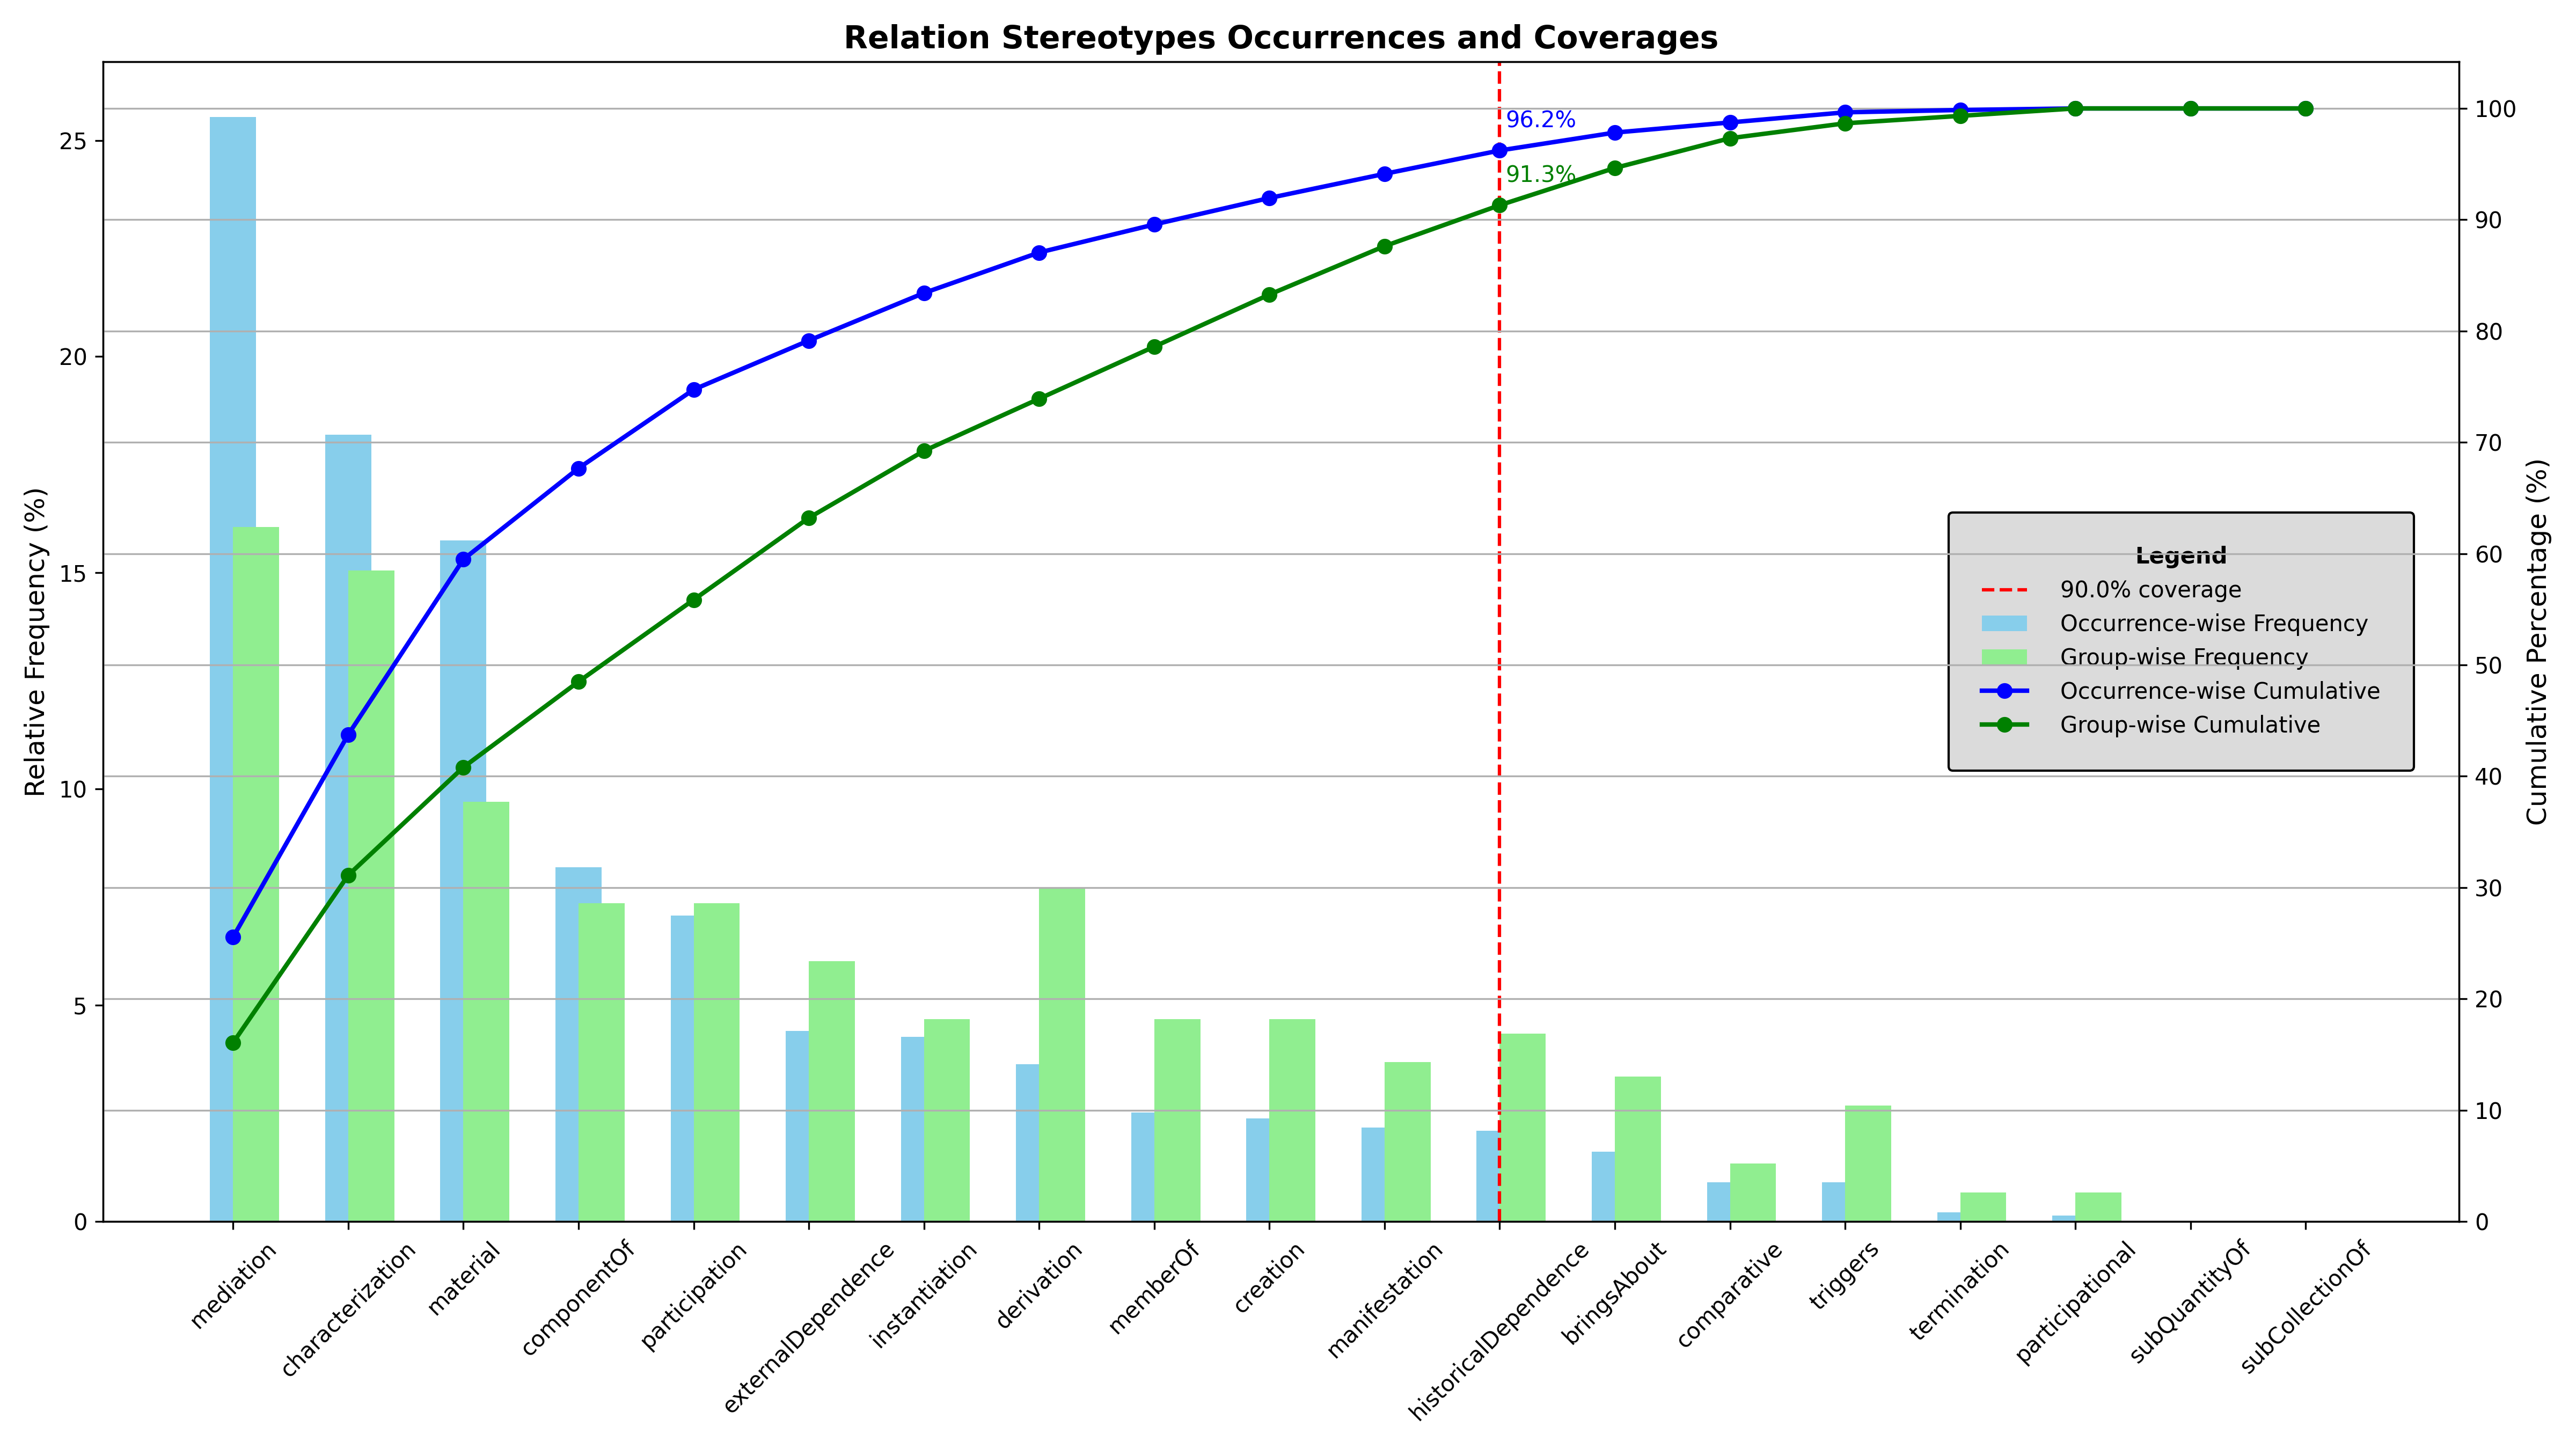 Relation Stereotypes Occurrences and Coverages
Relative Frequency (%)
25
20
15
10
5
0
96.2%
91.3%
100
90
80
70
60
50
40
30
20
10
0
Cumulative Percentage (%)
Legend
90.0% coverage
Occurrence-wise Frequency
Group-wise Frequency
Occurrence-wise Cumulative
Group-wise Cumulative
mediation
characterization
material
componentOf
participation
externalDependence
instantiation
derivation
memberOf
creation
manifestation
historicalDependence
bringsAbout
comparative
triggers
termination
participational
subQuantityOf
subCollectionOf